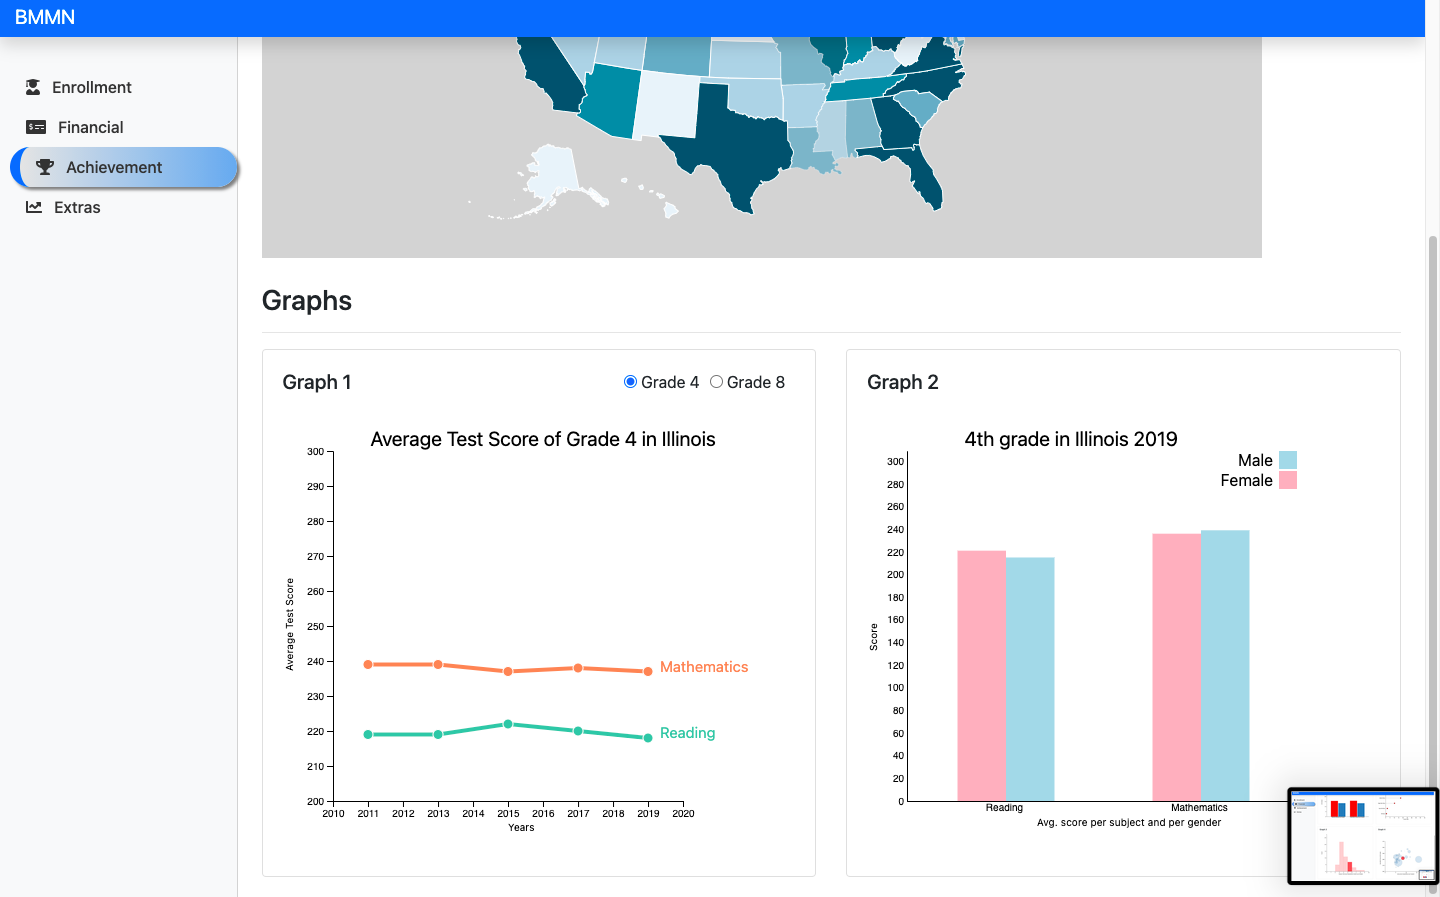 BMMN
Enrollment
Financial
Achievement
Extras
Graphs
Graph 1
Grade 4
Grade 8
Average Test Score of Grade 4 in Illinois
300
290
280
270
260
250
240
230
220
210
200
Average Test Score
Mathematics
Reading
2010 2011 2012 2013 2014 2015 2016 2017 2018 2019 2020
Years
Graph 2
4th grade in Illinois 2019
Male
Female
300
280
260
240
220
200
180
160
140
120
100
80
60
40
20
0
Score
Reading Mathematics
Avg. score per subject and per gender